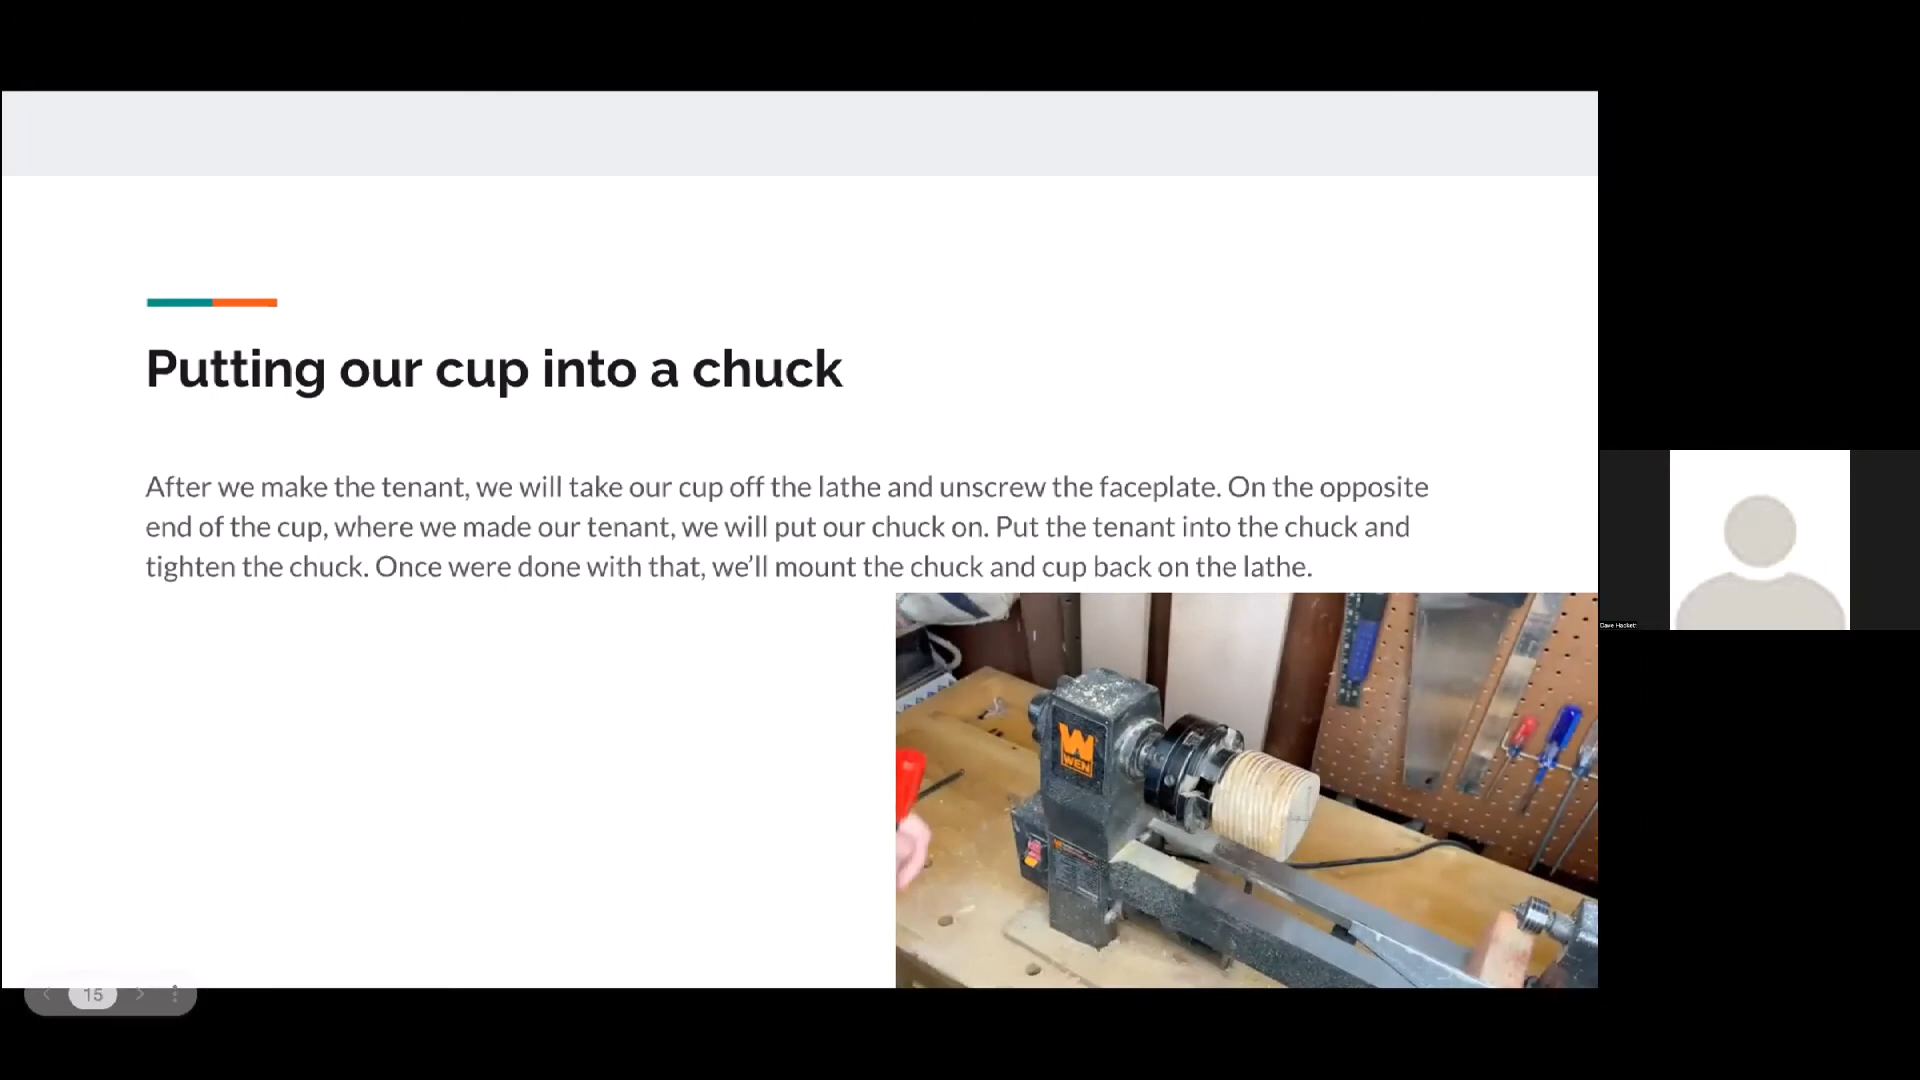 Putting our cup into a chuck
After we make the tenant, we will take our cup off the lathe and unscrew the faceplate. On the opposite
end of the cup, where we made our tenant, we will put our chuck on. Put the tenant into the chuck and
tighten the chuck. Once were done with that, we’ll mount the chuck and cup back on the lathe.
WEN
Dave Hackett
15